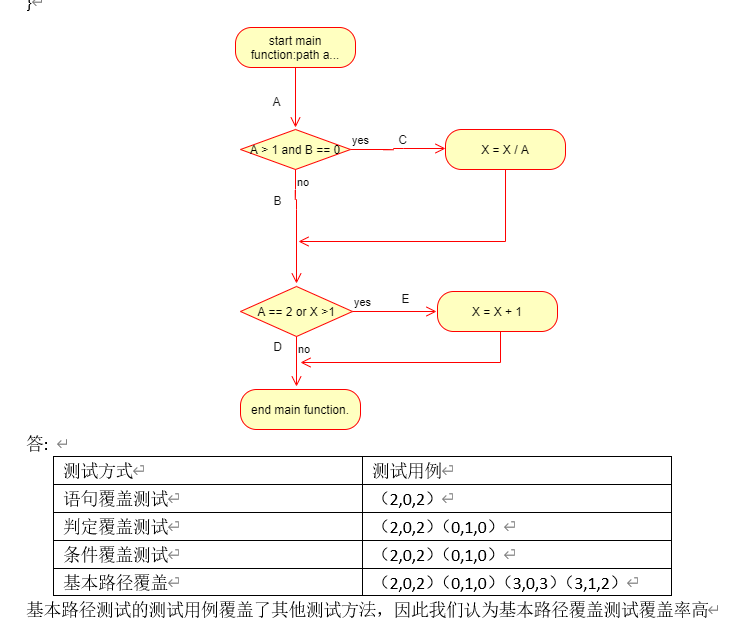 }
start main
function:path a...
A
A > 1 and B == 0
yes
C
X = X / A
no
B
A == 2 or X >1
yes
E
X = X + 1
D
no
end main function.
答:
测试方式 测试用例
语句覆盖测试 （2,0,2）
判定覆盖测试 （2,0,2）（0,1,0）
条件覆盖测试 （2,0,2）（0,1,0）
基本路径覆盖 （2,0,2）（0,1,0）（3,0,3）（3,1,2）
基本路径测试的测试用例覆盖了其他测试方法，因此我们认为基本路径覆盖测试覆盖率高